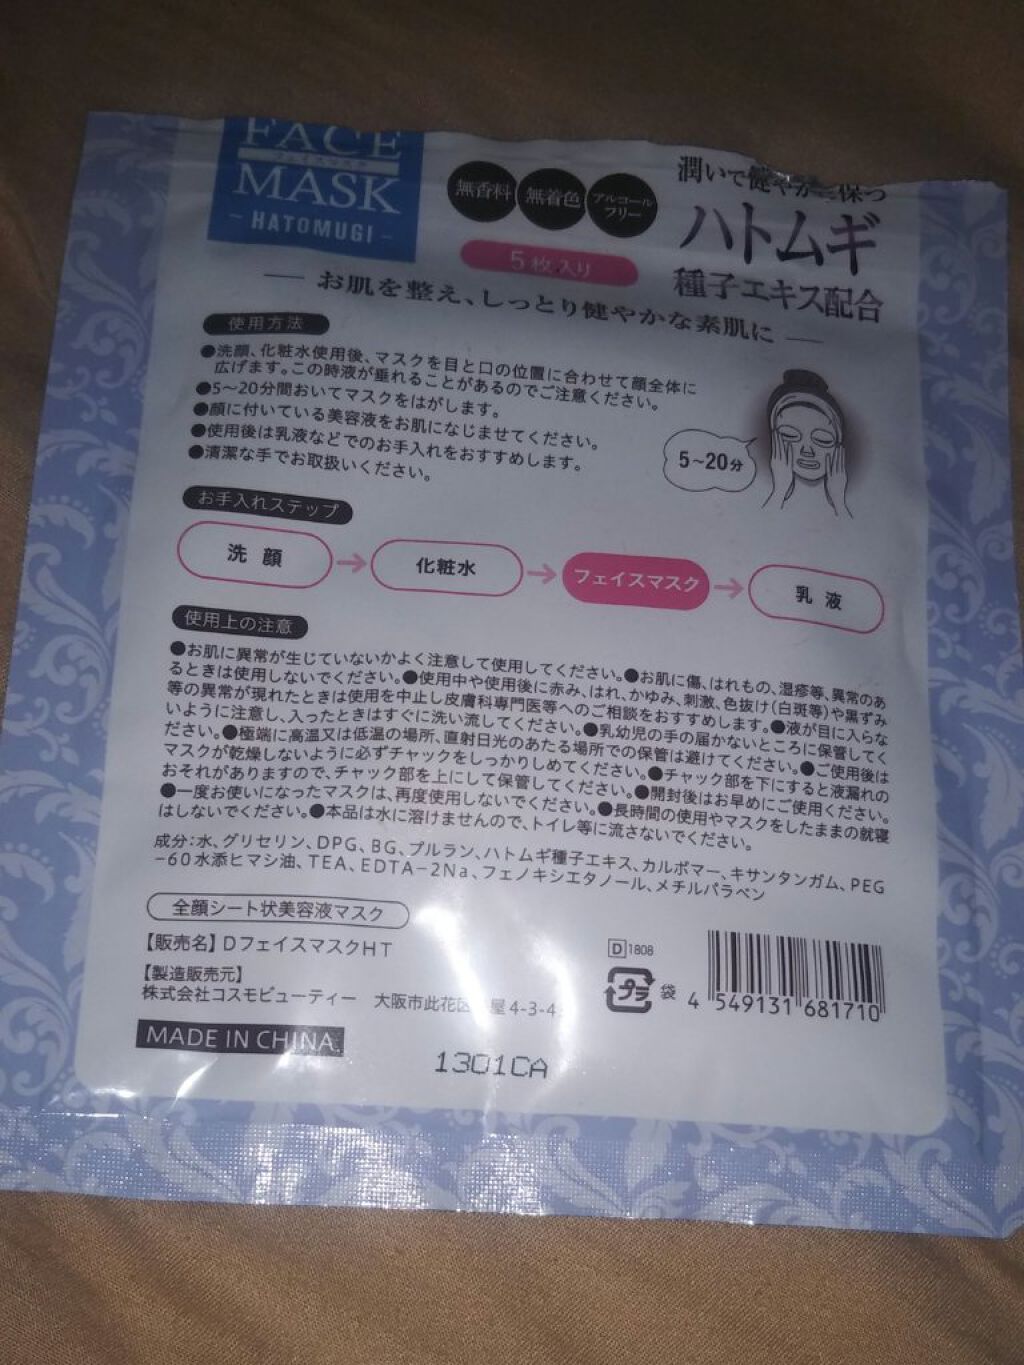 FACE
フェイスマスク
MASK
- HATOMUGI -
無香料
無着色
アルコール
フリー
潤いで健やかに保つ
ハトムギ
種子エキス配合
5枚入り
お肌を整え、しっとり健やかな素肌に
使用方法
●洗顔、化粧水使用後、マスクを目と口の位置に合わせて顔全体に
広げます。この時液が垂れることがあるのでご注意ください。
●5〜20分間おいてマスクをはがします。
●顔に付いている美容液をお肌になじませてください。
●使用後は乳液などでのお手入れをおすすめします。
●清潔な手でお取扱いください。
5〜20分
お手入れステップ
洗顔
→
化粧水
→
フェイスマスク
→
乳液
使用上の注意
●お肌に異常が生じていないかよく注意して使用してください。●お肌に傷、はれもの、湿疹等、異常のあ
るときは使用しないでください。●使用中や使用後に赤み、はれ、かゆみ、刺激、色抜け(白斑等)や黒ずみ
等の異常が現れたときは使用を中止し皮膚科専門医等へのご相談をおすすめします。●液が目に入らな
いように注意し、入ったときはすぐに洗い流してください。●乳幼児の手の届かないところに保管してく
ださい。●極端に高温又は低温の場所、直射日光のあたる場所での保管は避けてください。●ご使用後は
マスクが乾燥しないように必ずチャックをしっかりしめてください。●チャック部を下にすると液漏れの
おそれがありますので、チャック部を上にして保管してください。●開封後はお早めにご使用ください。
●一度お使いになったマスクは、再度使用しないでください。●長時間の使用やマスクをしたままの就寝
はしないでください。●本品は水に溶けませんので、トイレ等に流さないでください。
成分：水、グリセリン、DPG、BG、プルラン、ハトムギ種子エキス、カルボマー、キサンタンガム、PEG
-60水添ヒマシ油、TEA、EDTA-2Na、フェノキシエタノール、メチルパラベン
全顔シート状美容液マスク
【販売名】DフェイスマスクHT
【製造販売元】
株式会社コスモビューティー 大阪市此花区 屋4-3-4
D 1808
プラ
袋
4 549131 681710
MADE IN CHINA
1301CA